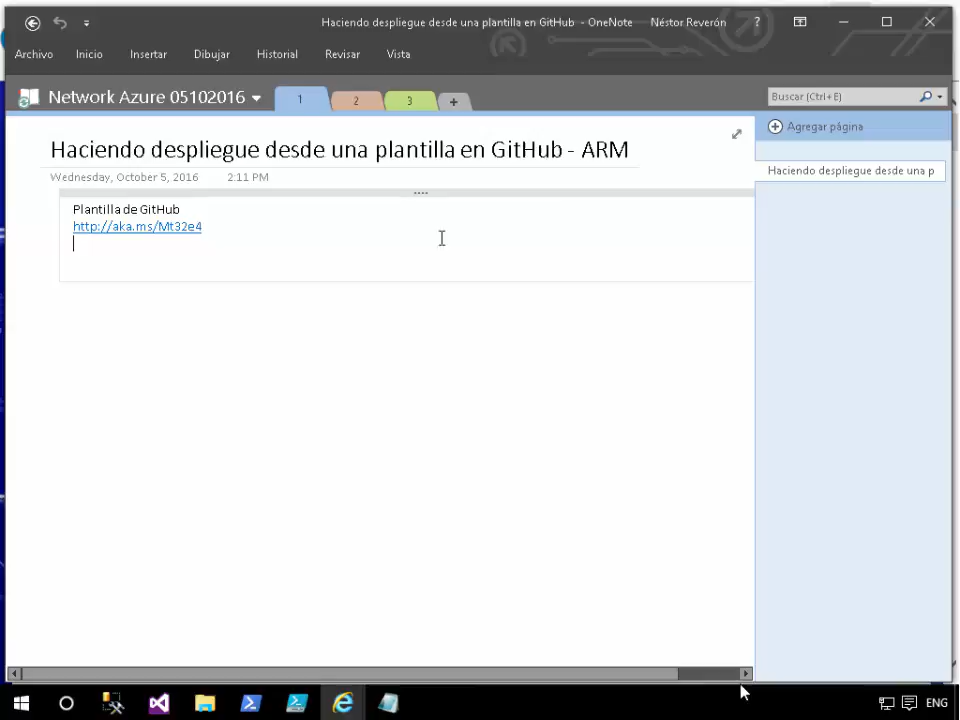 Haciendo despliegue desde una plantilla en GitHub - OneNote Néstor Reverón ?
Archivo Inicio Insertar Dibujar Historial Revisar Vista
Network Azure 05102016 1 2 3 + Buscar (Ctrl+E)
Agregar página
Haciendo despliegue desde una plantilla en GitHub - ARM
Haciendo despliegue desde una p
Wednesday, October 5, 2016 2:11 PM
Plantilla de GitHub
http://aka.ms/Mt32e4
ENG